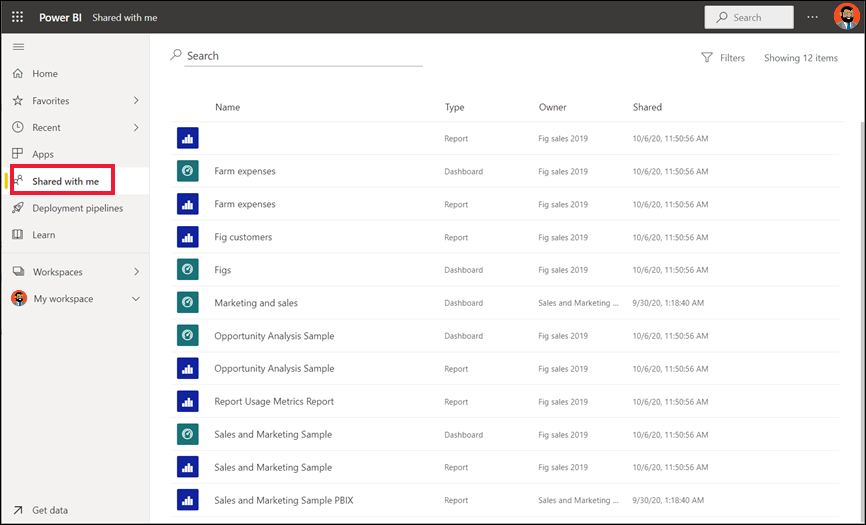 Power BI Shared with me Search ...
Home
Favorites
Recent
Apps
Shared with me
Deployment pipelines
Learn
Workspaces
My workspace
Get data
Search Filters Showing 12 items
Name Type Owner Shared
Report Fig sales 2019 10/6/20, 11:50:56 AM
Farm expenses Dashboard Fig sales 2019 10/6/20, 11:50:56 AM
Farm expenses Report Fig sales 2019 10/6/20, 11:50:56 AM
Fig customers Report Fig sales 2019 10/6/20, 11:50:56 AM
Figs Dashboard Fig sales 2019 10/6/20, 11:50:56 AM
Marketing and sales Dashboard Sales and Marketing ... 9/30/20, 1:18:40 AM
Opportunity Analysis Sample Dashboard Fig sales 2019 10/6/20, 11:50:56 AM
Opportunity Analysis Sample Report Fig sales 2019 10/6/20, 11:50:56 AM
Report Usage Metrics Report Report Fig sales 2019 10/6/20, 11:50:56 AM
Sales and Marketing Sample Dashboard Fig sales 2019 10/6/20, 11:50:56 AM
Sales and Marketing Sample Report Fig sales 2019 10/6/20, 11:50:56 AM
Sales and Marketing Sample PBIX Report Sales and Marketing ... 9/30/20, 1:18:40 AM